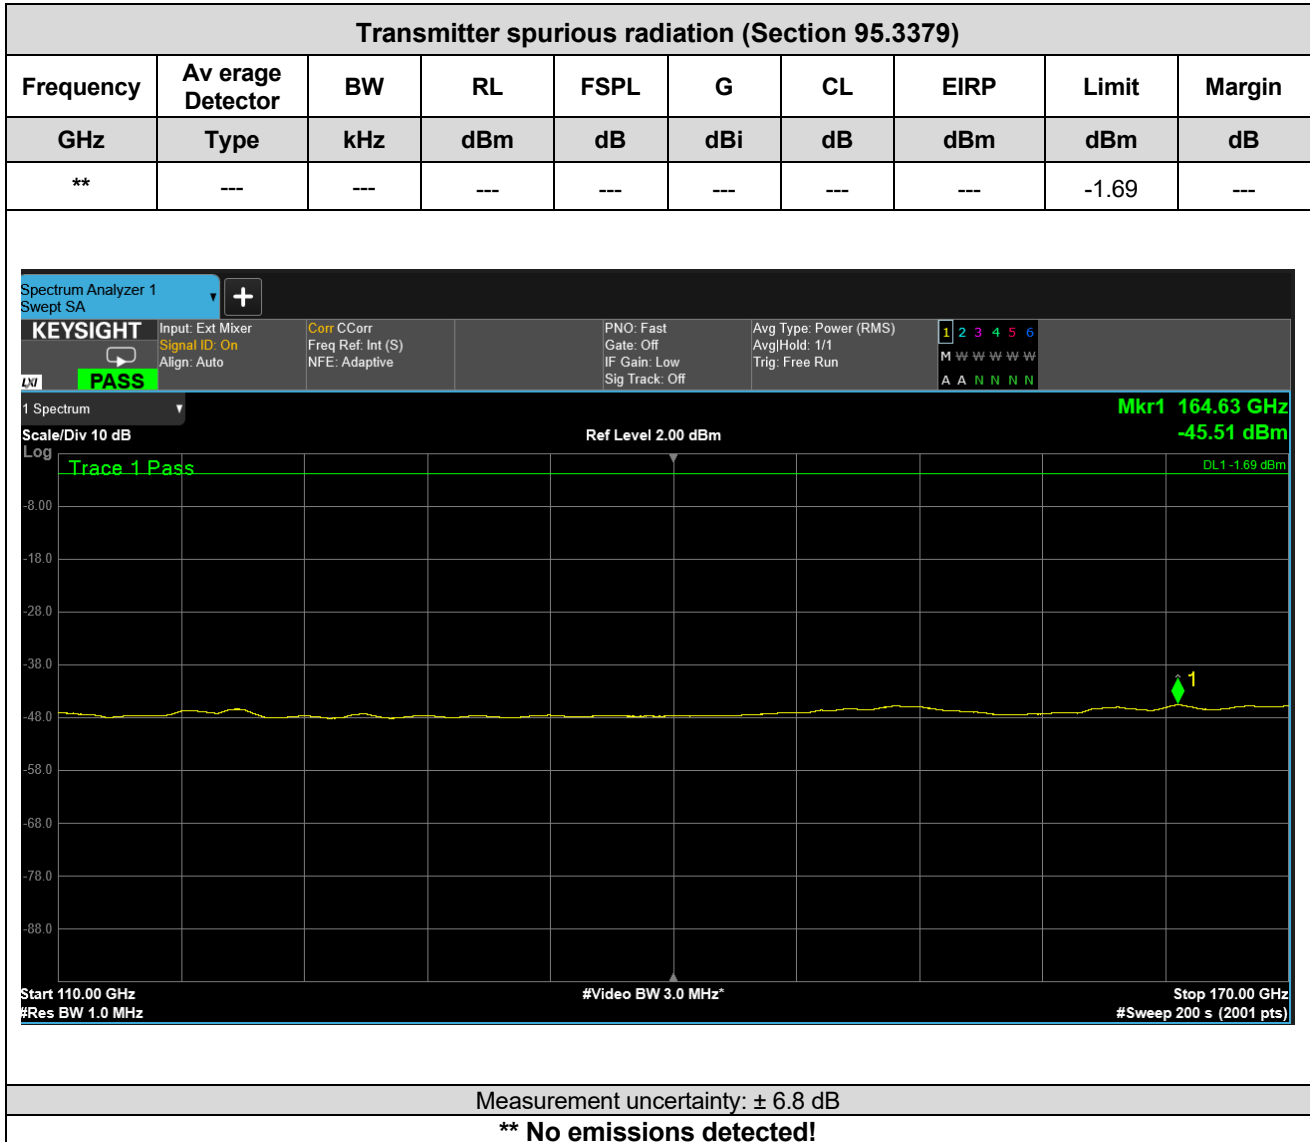 Transmitter spurious radiation (Section 95.3379)
Frequency Av erage Detector BW RL FSPL G CL EIRP Limit Margin
GHz Type kHz dBm dB dBi dB dBm dBm dB
** --- --- --- --- --- --- --- -1.69 ---
Spectrum Analyzer 1
Swept SA
KEYSIGHT Input: Ext Mixer Corr CCorr PNO: Fast Avg Type: Power (RMS) 1 2 3 4 5 6
Signal ID: On Freq Ref: Int (S) Gate: Off Avg|Hold: 1/1 M W W W W W
Align: Auto NFE: Adaptive IF Gain: Low Trig: Free Run
LXI PASS Sig Track: Off A A N N N N
1 Spectrum Mkr1 164.63 GHz
Scale/Div 10 dB Ref Level 2.00 dBm -45.51 dBm
Log
Trace 1 Pass DL1 -1.69 dBm
-8.00
-18.0
-28.0
-38.0
1
-48.0
-58.0
-68.0
-78.0
-88.0
Start 110.00 GHz #Video BW 3.0 MHz* Stop 170.00 GHz
#Res BW 1.0 MHz #Sweep 200 s (2001 pts)
Measurement uncertainty: ± 6.8 dB
** No emissions detected!